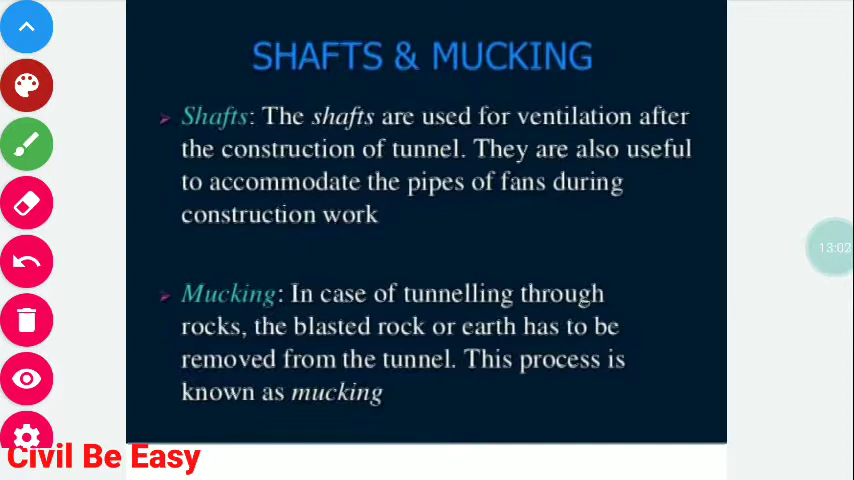 SHAFTS & MUCKING
Shafts: The shafts are used for ventilation after
the construction of tunnel. They are also useful
to accommodate the pipes of fans during
construction work
13:02
Mucking: In case of tunnelling through
rocks, the blasted rock or earth has to be
removed from the tunnel. This process is
known as mucking
Civil Be Easy